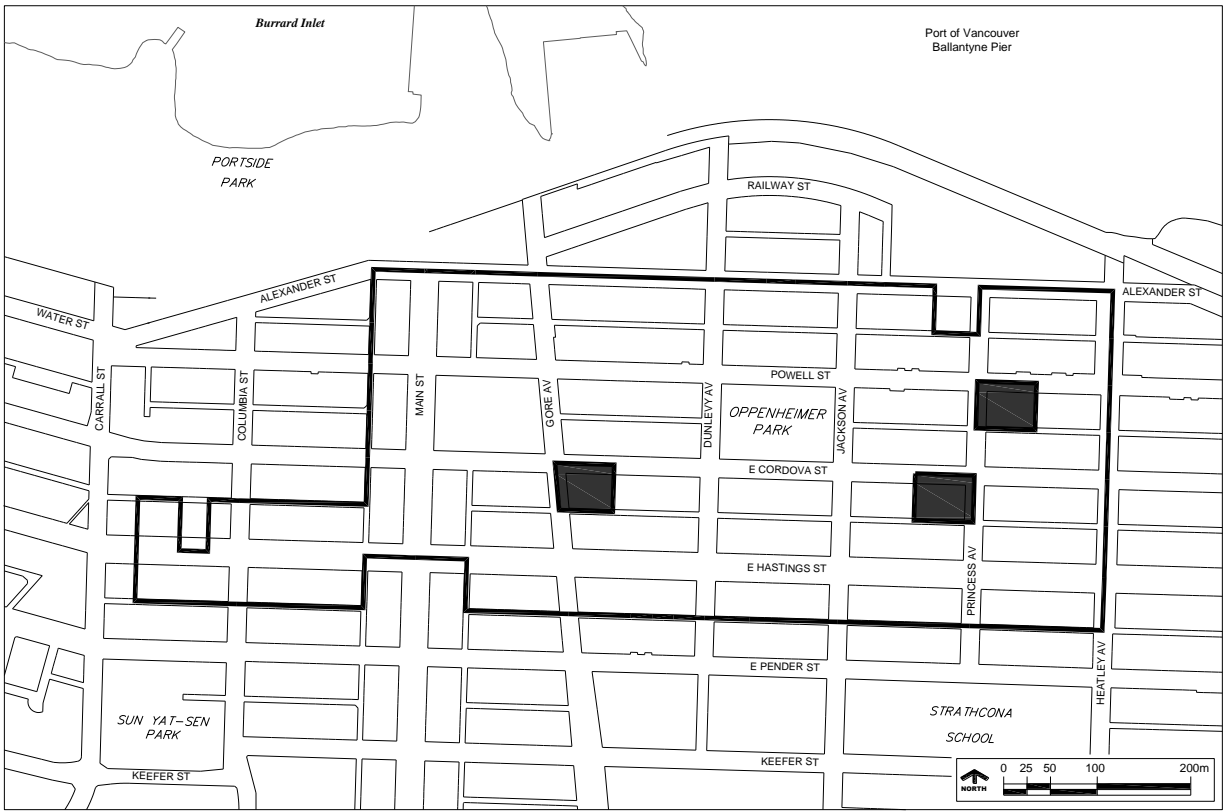 Burrard Inlet
Port of Vancouver
Ballantyne Pier
PORTSIDE
PARK
RAILWAY ST
ALEXANDER ST
ALEXANDER ST
WATER ST
CARRALL ST
COLUMBIA ST
MAIN ST
GORE AV
DUNLEVY AV
JACKSON AV
POWELL ST
OPPENHEIMER
PARK
E CORDOVA ST
E HASTINGS ST
PRINCESS AV
HEATLEY AV
E PENDER ST
SUN YAT-SEN
PARK
STRATHCONA
SCHOOL
KEEFER ST
KEEFER ST
NORTH
0 25 50 100 200m